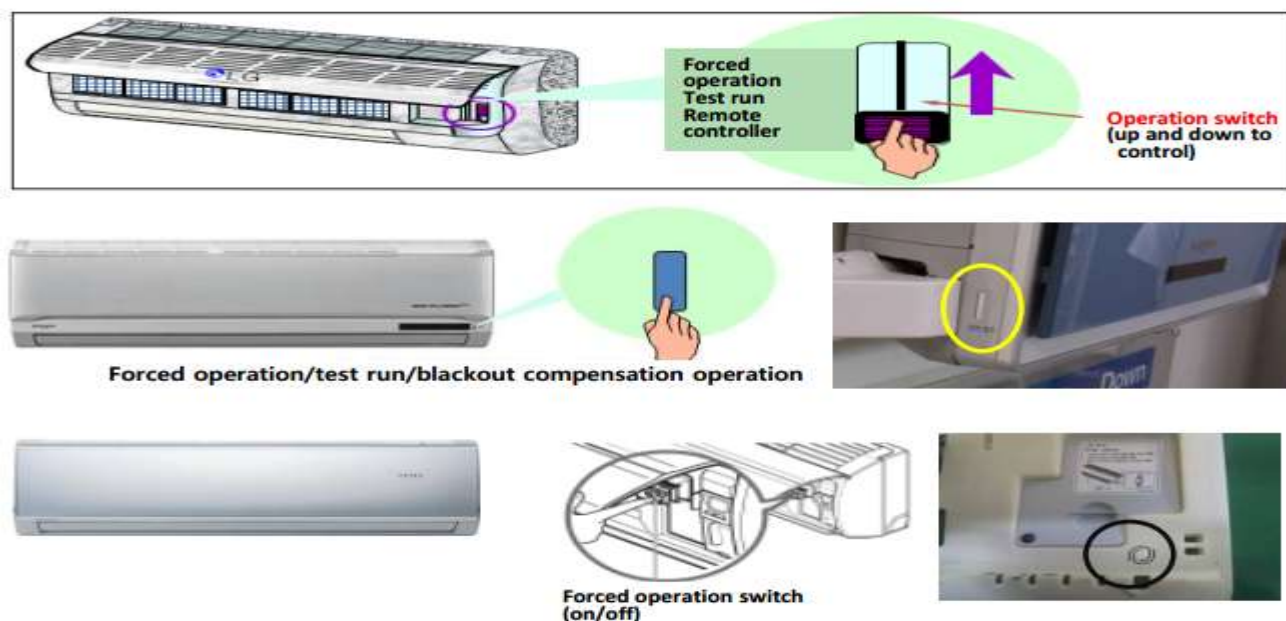 LG
Forced
operation
Test run
Remote
controller
Operation switch
(up and down to
control)
Forced operation/test run/blackout compensation operation
Down
Forced operation switch
(on/off)